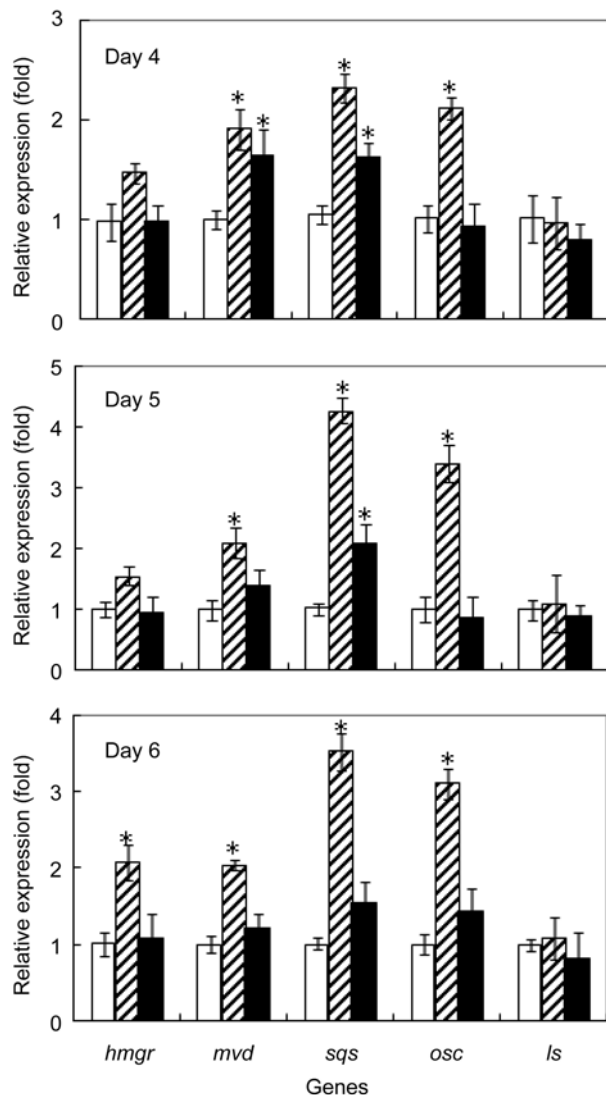 Relative expression (fold)
3
2
1
0
Day 4
* * * * *
Relative expression (fold)
5
4
3
2
1
0
Day 5
* * * *
Relative expression (fold)
4
3
2
1
0
Day 6
* * * *
hmgr mvd sqs osc ls
Genes